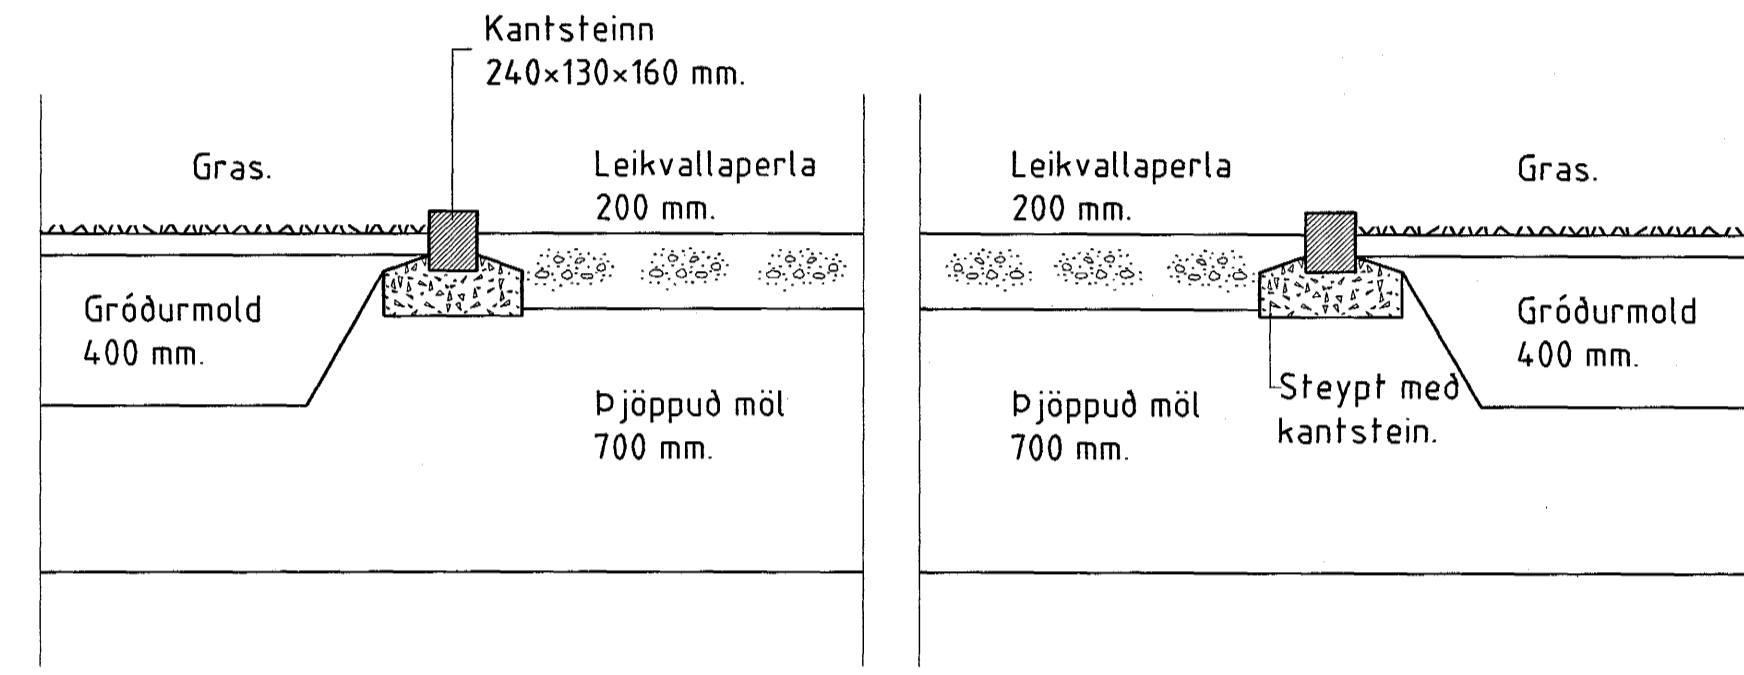 Kantsteinn
240×130×160 mm.
Gras.
Leikvallaperla
200 mm.
Gróðurmold
400 mm.
Þjöppuð möl
700 mm.
Leikvallaperla
200 mm.
Gras.
Gróðurmold
400 mm.
Þjöppuð möl
700 mm.
Steypt með
kantstein.